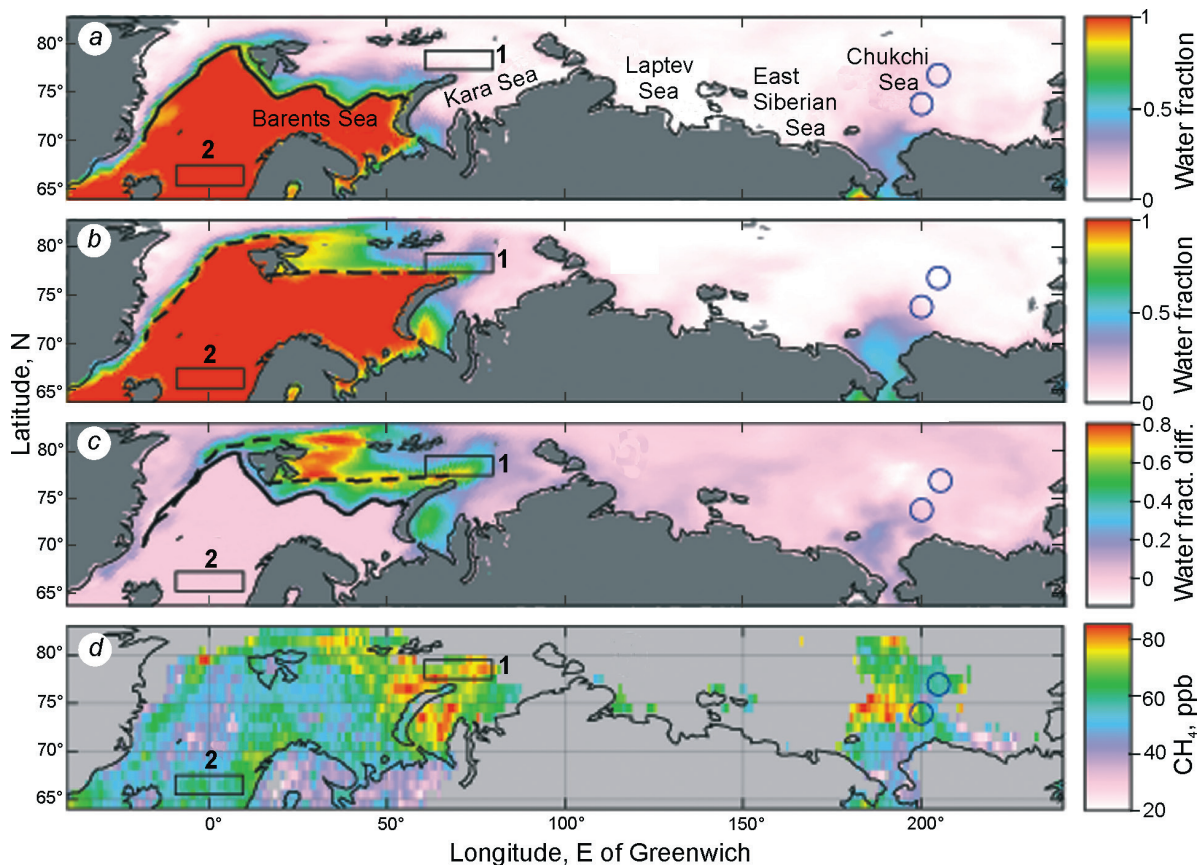 a
80°
75°
70°
65°
1
Kara Sea
Laptev
Sea
East
Siberian
Sea
Chukchi
Sea
Barents Sea
2
1
0.5
0
Water fraction
b
80°
75°
70°
65°
1
2
1
0.5
0
Water fraction
c
80°
75°
70°
65°
1
2
0.8
0.6
0.4
0.2
0
Water fract. diff.
d
80°
75°
70°
65°
1
2
80
60
40
20
CH₄, ppb
Latitude, N
0° 50° 100° 150° 200°
Longitude, E of Greenwich